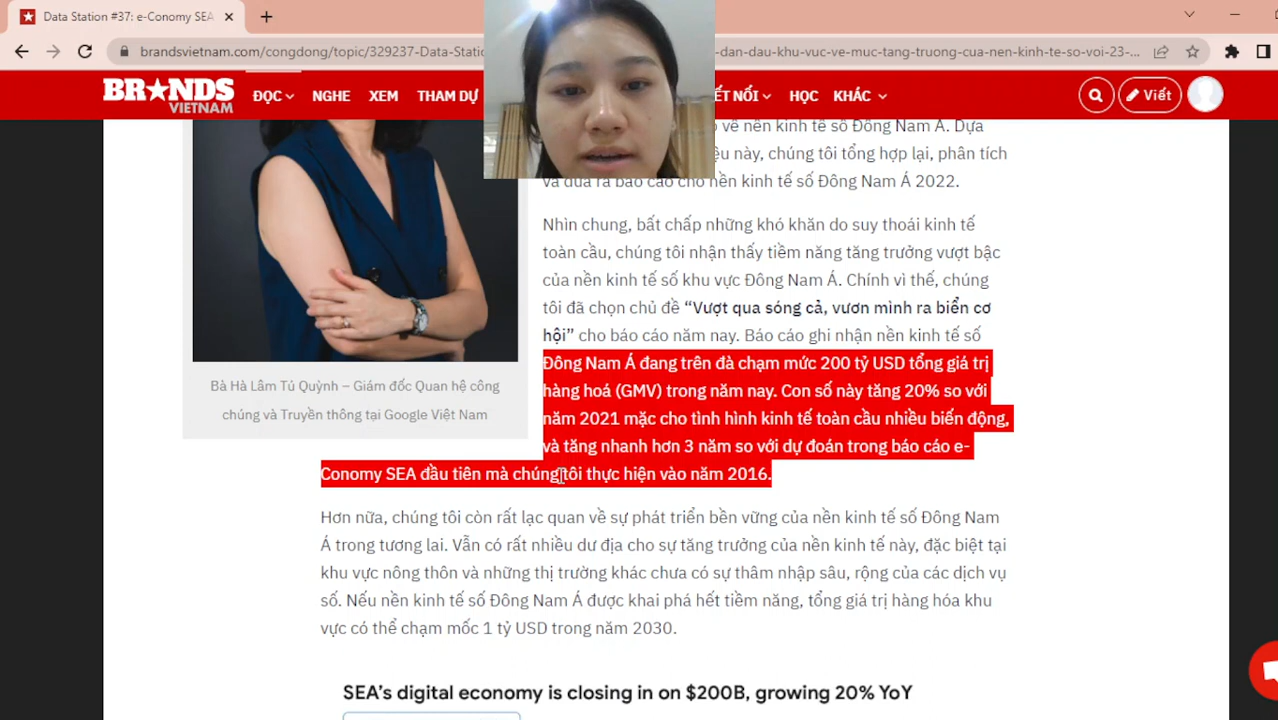 Data Station #37: e-Conomy SEA
brandsvietnam.com/congdong/topic/329237-Data-Stati
-dan-dau-khu-vuc-ve-muc-tang-truong-cua-nen-kinh-te-so-voi-23-...
BR★NDS
VIETNAM
ĐỌC
NGHE
XEM
THAM DỰ
ẾT NỐI
HỌC
KHÁC
Viết
về nền kinh tế số Đông Nam Á. Dựa
ệu này, chúng tôi tổng hợp lại, phân tích
và đưa ra báo cáo cho nền kinh tế số Đông Nam Á 2022.
Nhìn chung, bất chấp những khó khăn do suy thoái kinh tế
toàn cầu, chúng tôi nhận thấy tiềm năng tăng trưởng vượt bậc
của nền kinh tế số khu vực Đông Nam Á. Chính vì thế, chúng
tôi đã chọn chủ đề “Vượt qua sóng cả, vươn mình ra biển cơ
hội” cho báo cáo năm nay. Báo cáo ghi nhận nền kinh tế số
Đông Nam Á đang trên đà chạm mức 200 tỷ USD tổng giá trị
hàng hoá (GMV) trong năm nay. Con số này tăng 20% so với
năm 2021 mặc cho tình hình kinh tế toàn cầu nhiều biến động,
và tăng nhanh hơn 3 năm so với dự đoán trong báo cáo e-
Conomy SEA đầu tiên mà chúng tôi thực hiện vào năm 2016.
Bà Hà Lâm Tú Quỳnh – Giám đốc Quan hệ công
chúng và Truyền thông tại Google Việt Nam
Hơn nữa, chúng tôi còn rất lạc quan về sự phát triển bền vững của nền kinh tế số Đông Nam
Á trong tương lai. Vẫn có rất nhiều dư địa cho sự tăng trưởng của nền kinh tế này, đặc biệt tại
khu vực nông thôn và những thị trường khác chưa có sự thâm nhập sâu, rộng của các dịch vụ
số. Nếu nền kinh tế số Đông Nam Á được khai phá hết tiềm năng, tổng giá trị hàng hóa khu
vực có thể chạm mốc 1 tỷ USD trong năm 2030.
SEA’s digital economy is closing in on $200B, growing 20% YoY